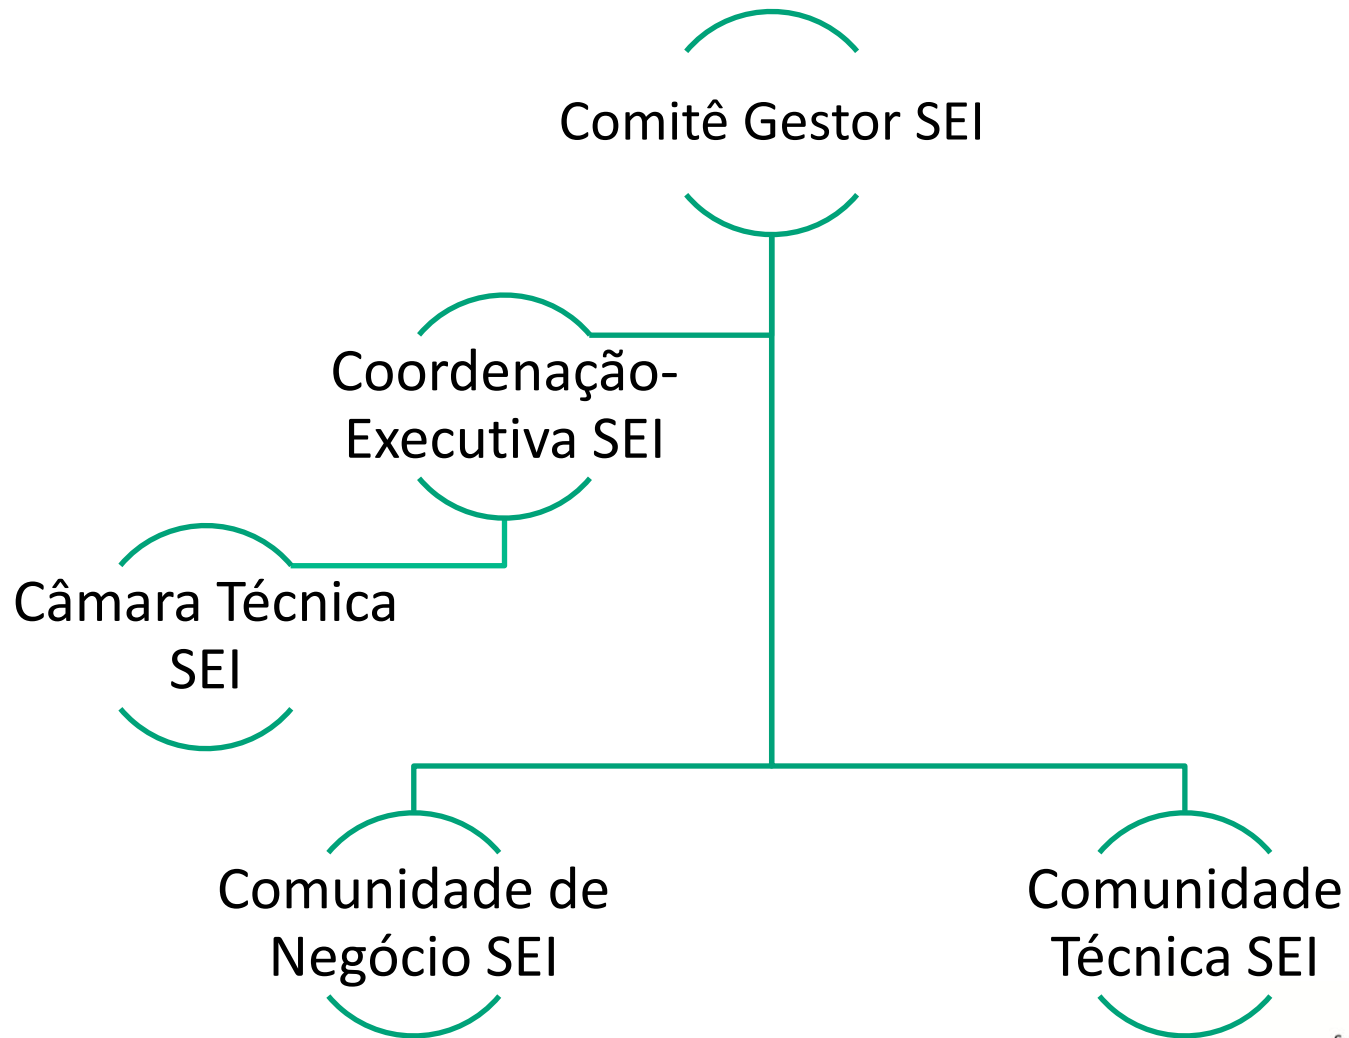 Comitê Gestor SEI
Coordenação-
Executiva SEI
Câmara Técnica
SEI
Comunidade de
Negócio SEI
Comunidade
Técnica SEI